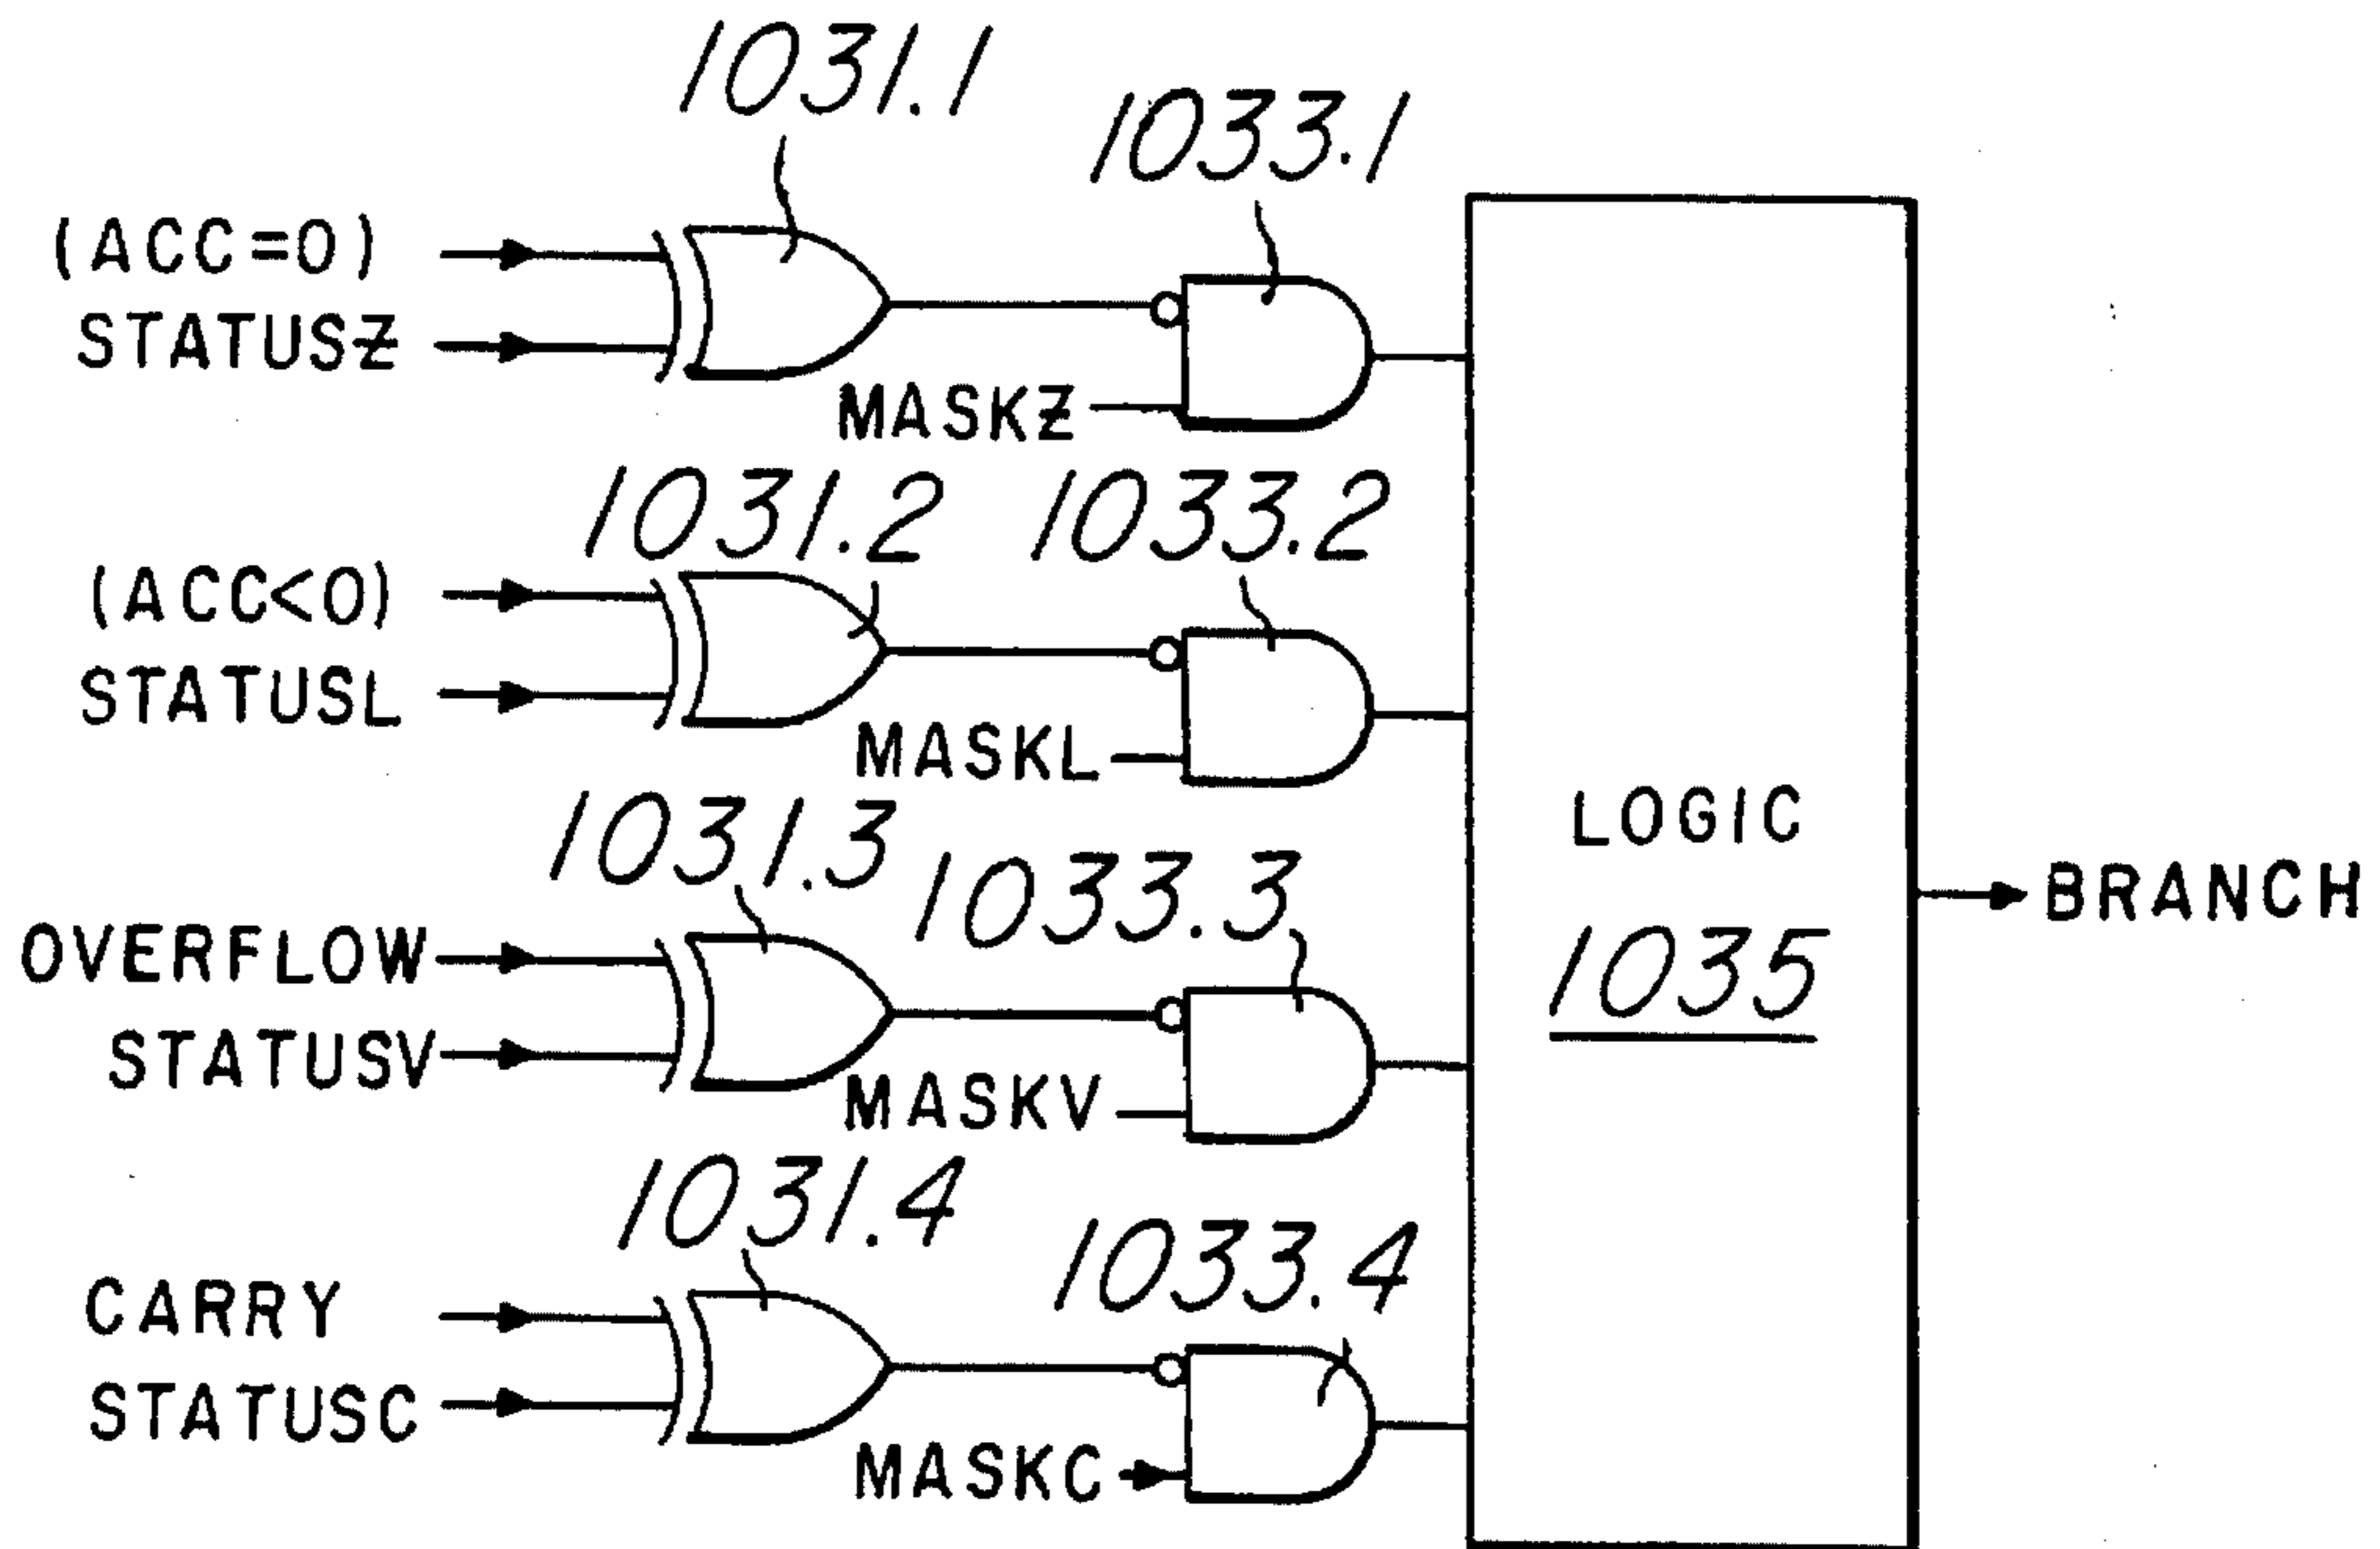 1031.1
1033.1
(ACC=0)
STATUSZ
MASKZ
1031.2
1033.2
(ACC<0)
STATUSL
MASKL
1031.3
1033.3
OVERFLOW
STATUSV
MASKV
1031.4
1033.4
CARRY
STATUSC
MASKC
LOGIC
1035
BRANCH